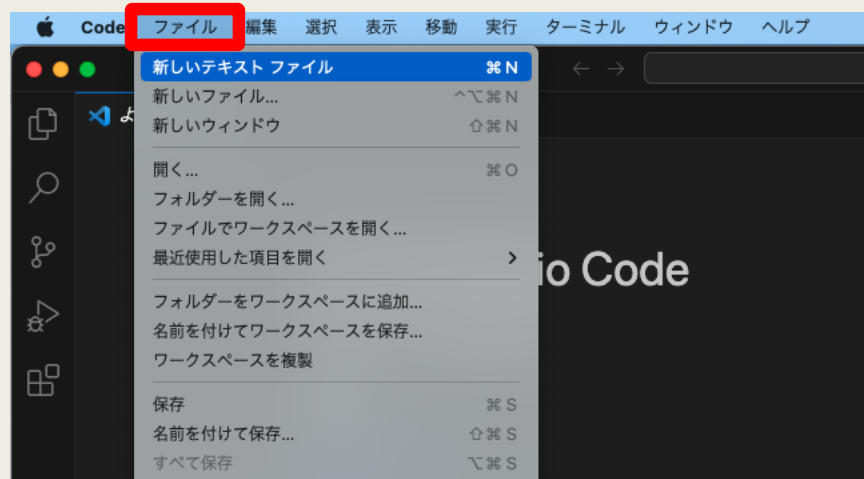 Code ファイル 編集 選択 表示 移動 実行 ターミナル ウィンドウ ヘルプ
新しいテキスト ファイル ⌘ N
新しいファイル... ^⌥⌘ N
新しいウィンドウ ⇧⌘ N
よ
開く... ⌘ O
フォルダーを開く...
ファイルでワークスペースを開く...
最近使用した項目を開く
io Code
フォルダーをワークスペースに追加...
名前を付けてワークスペースを保存...
ワークスペースを複製
保存 ⌘ S
名前を付けて保存... ⇧⌘ S
すべて保存 ⌥⌘ S